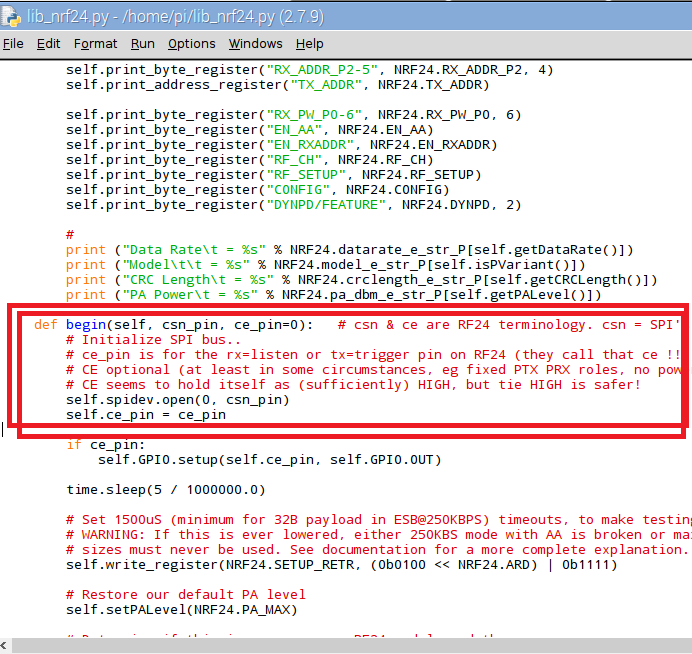 lib_nrf24.py - /home/pi/lib_nrf24.py (2.7.9)
File Edit Format Run Options Windows Help
self.print_byte_register("RX_ADDR_P2-5", NRF24.RX_ADDR_P2, 4)
self.print_address_register("TX_ADDR", NRF24.TX_ADDR)
self.print_byte_register("RX_PW_P0-6", NRF24.RX_PW_P0, 6)
self.print_byte_register("EN_AA", NRF24.EN_AA)
self.print_byte_register("EN_RXADDR", NRF24.EN_RXADDR)
self.print_byte_register("RF_CH", NRF24.RF_CH)
self.print_byte_register("RF_SETUP", NRF24.RF_SETUP)
self.print_byte_register("CONFIG", NRF24.CONFIG)
self.print_byte_register("DYNPD/FEATURE", NRF24.DYNPD, 2)
#
print ("Data Rate\t = %s" % NRF24.datarate_e_str_P[self.getDataRate()])
print ("Model\t\t = %s" % NRF24.model_e_str_P[self.isPVariant()])
print ("CRC Length\t = %s" % NRF24.crclength_e_str_P[self.getCRCLength()])
print ("PA Power\t = %s" % NRF24.pa_dbm_e_str_P[self.getPALevel()])
def begin(self, csn_pin, ce_pin=0): # csn & ce are RF24 terminology. csn = SPI'
# Initialize SPI bus..
# ce_pin is for the rx=listen or tx=trigger pin on RF24 (they call that ce !!
# CE optional (at least in some circumstances, eg fixed PTX PRX roles, no pow
# CE seems to hold itself as (sufficiently) HIGH, but tie HIGH is safer!
self.spidev.open(0, csn_pin)
self.ce_pin = ce_pin
if ce_pin:
self.GPIO.setup(self.ce_pin, self.GPIO.OUT)
time.sleep(5 / 1000000.0)
# Set 1500uS (minimum for 32B payload in ESB@250KBPS) timeouts, to make testing
# WARNING: If this is ever lowered, either 250KBS mode with AA is broken or ma
# sizes must never be used. See documentation for a more complete explanation.
self.write_register(NRF24.SETUP_RETR, (0b0100 << NRF24.ARD) | 0b1111)
# Restore our default PA level
self.setPALevel(NRF24.PA_MAX)